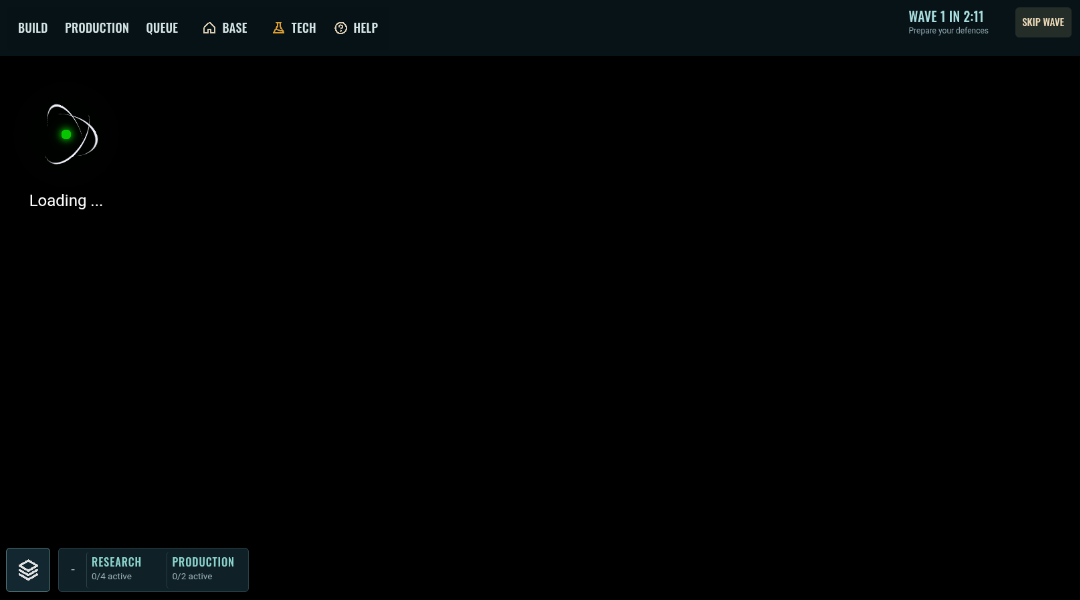 BUILD PRODUCTION QUEUE BASE TECH HELP
WAVE 1 IN 2:11
Prepare your defences
SKIP WAVE
Loading ...
- RESEARCH PRODUCTION
0/4 active 0/2 active